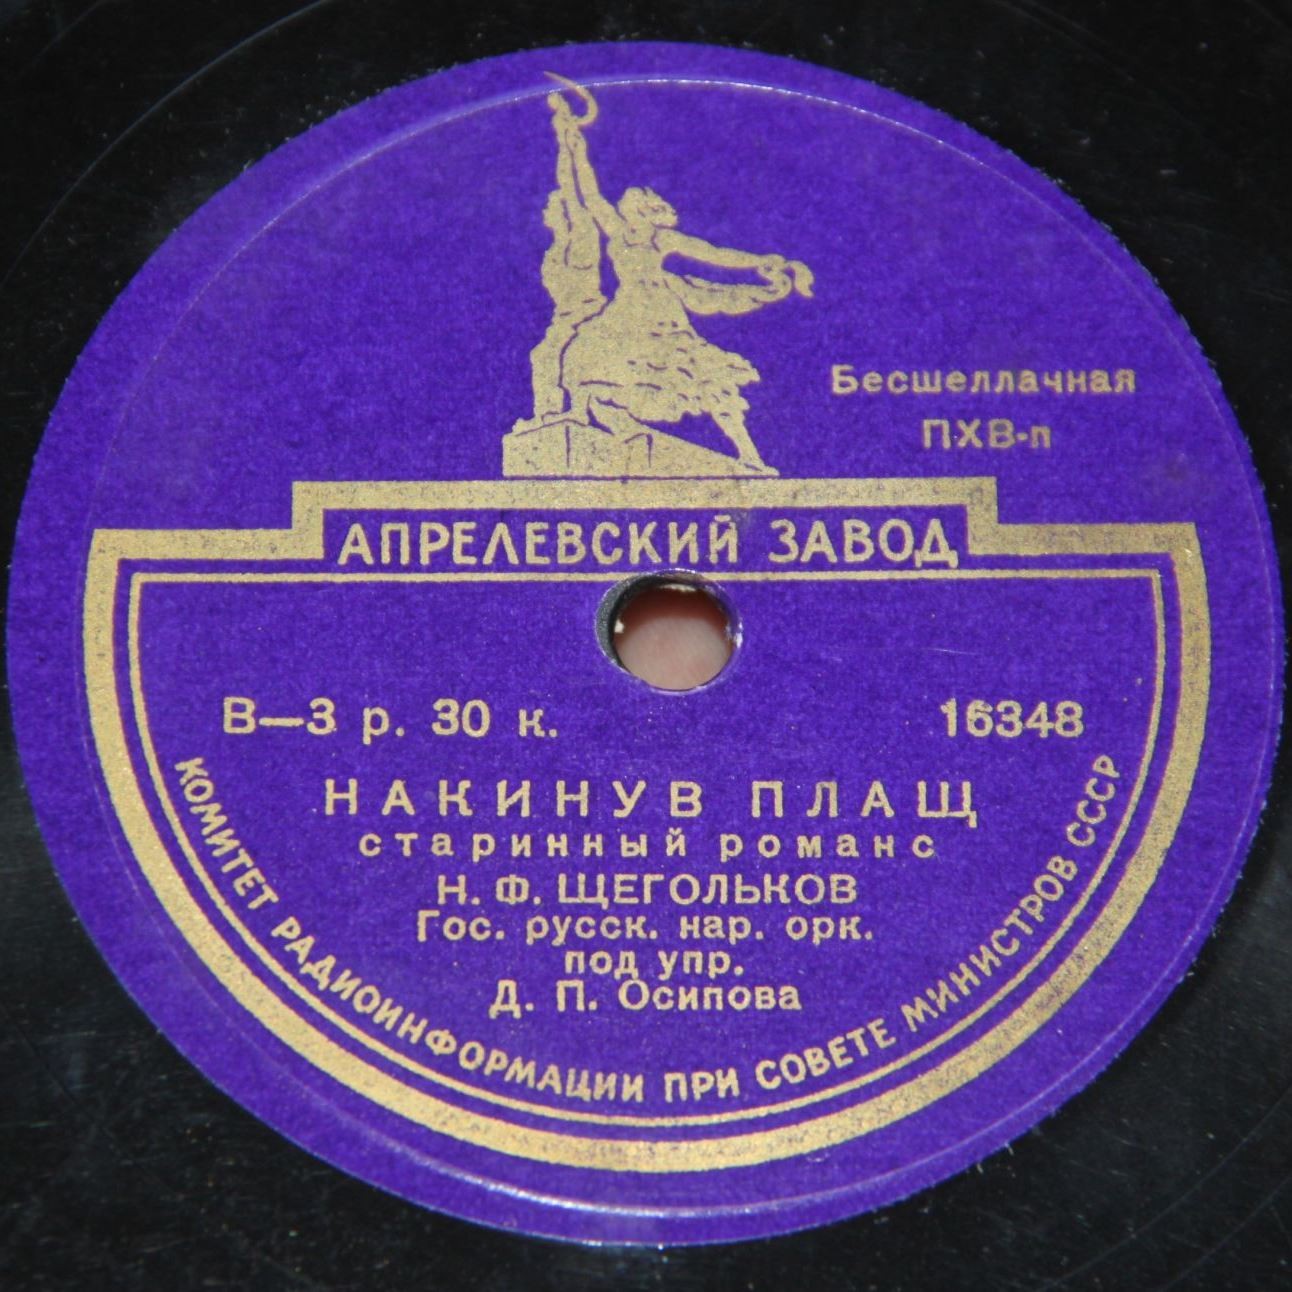 Бесшеллачная
ПХВ-п
АПРЕЛЕВСКИЙ ЗАВОД
В—3 р. 30 к.
16348
НАКИНУВ ПЛАЩ
старинный романс
Н. Ф. ЩЕГОЛЬКОВ
Гос. русск. нар. орк.
под упр.
Д. П. Осипова
КОМИТЕТ РАДИОИНФОРМАЦИИ ПРИ СОВЕТЕ МИНИСТРОВ СССР